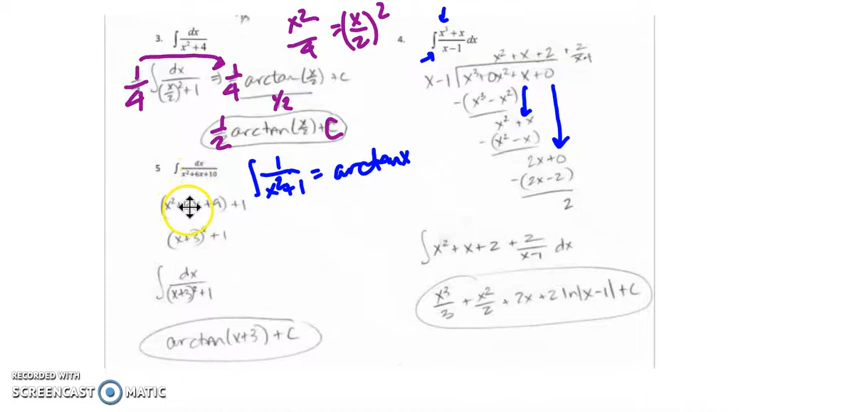 3. ∫ dx/(x²+4)
x²/4 = (x/2)²
1/4 ∫ dx/((x/2)²+1) ⇒ 1/4 arctan(x/2) + C
1/2
1/2 arctan(x/2) + C
4. ∫ (x³+x)/(x−1) dx
x² + x + 2 + 2/(x−1)
x−1 √ x³+0x²+x+0
−(x³−x²)
x² + x
−(x²−x)
2x+0
−(2x−2)
2
∫ x² + x + 2 + 2/(x−1) dx
x³/3 + x²/2 + 2x + 2 ln|x−1| + C
5 ∫ dx/(x²+6x+10)
∫ 1/(x²+1) = arctan x
(x² x + 9) + 1
(x+3)² + 1
∫ dx/((x+3)²+1)
arctan(x+3) + C
RECORDED WITH
SCREENCAST MATIC